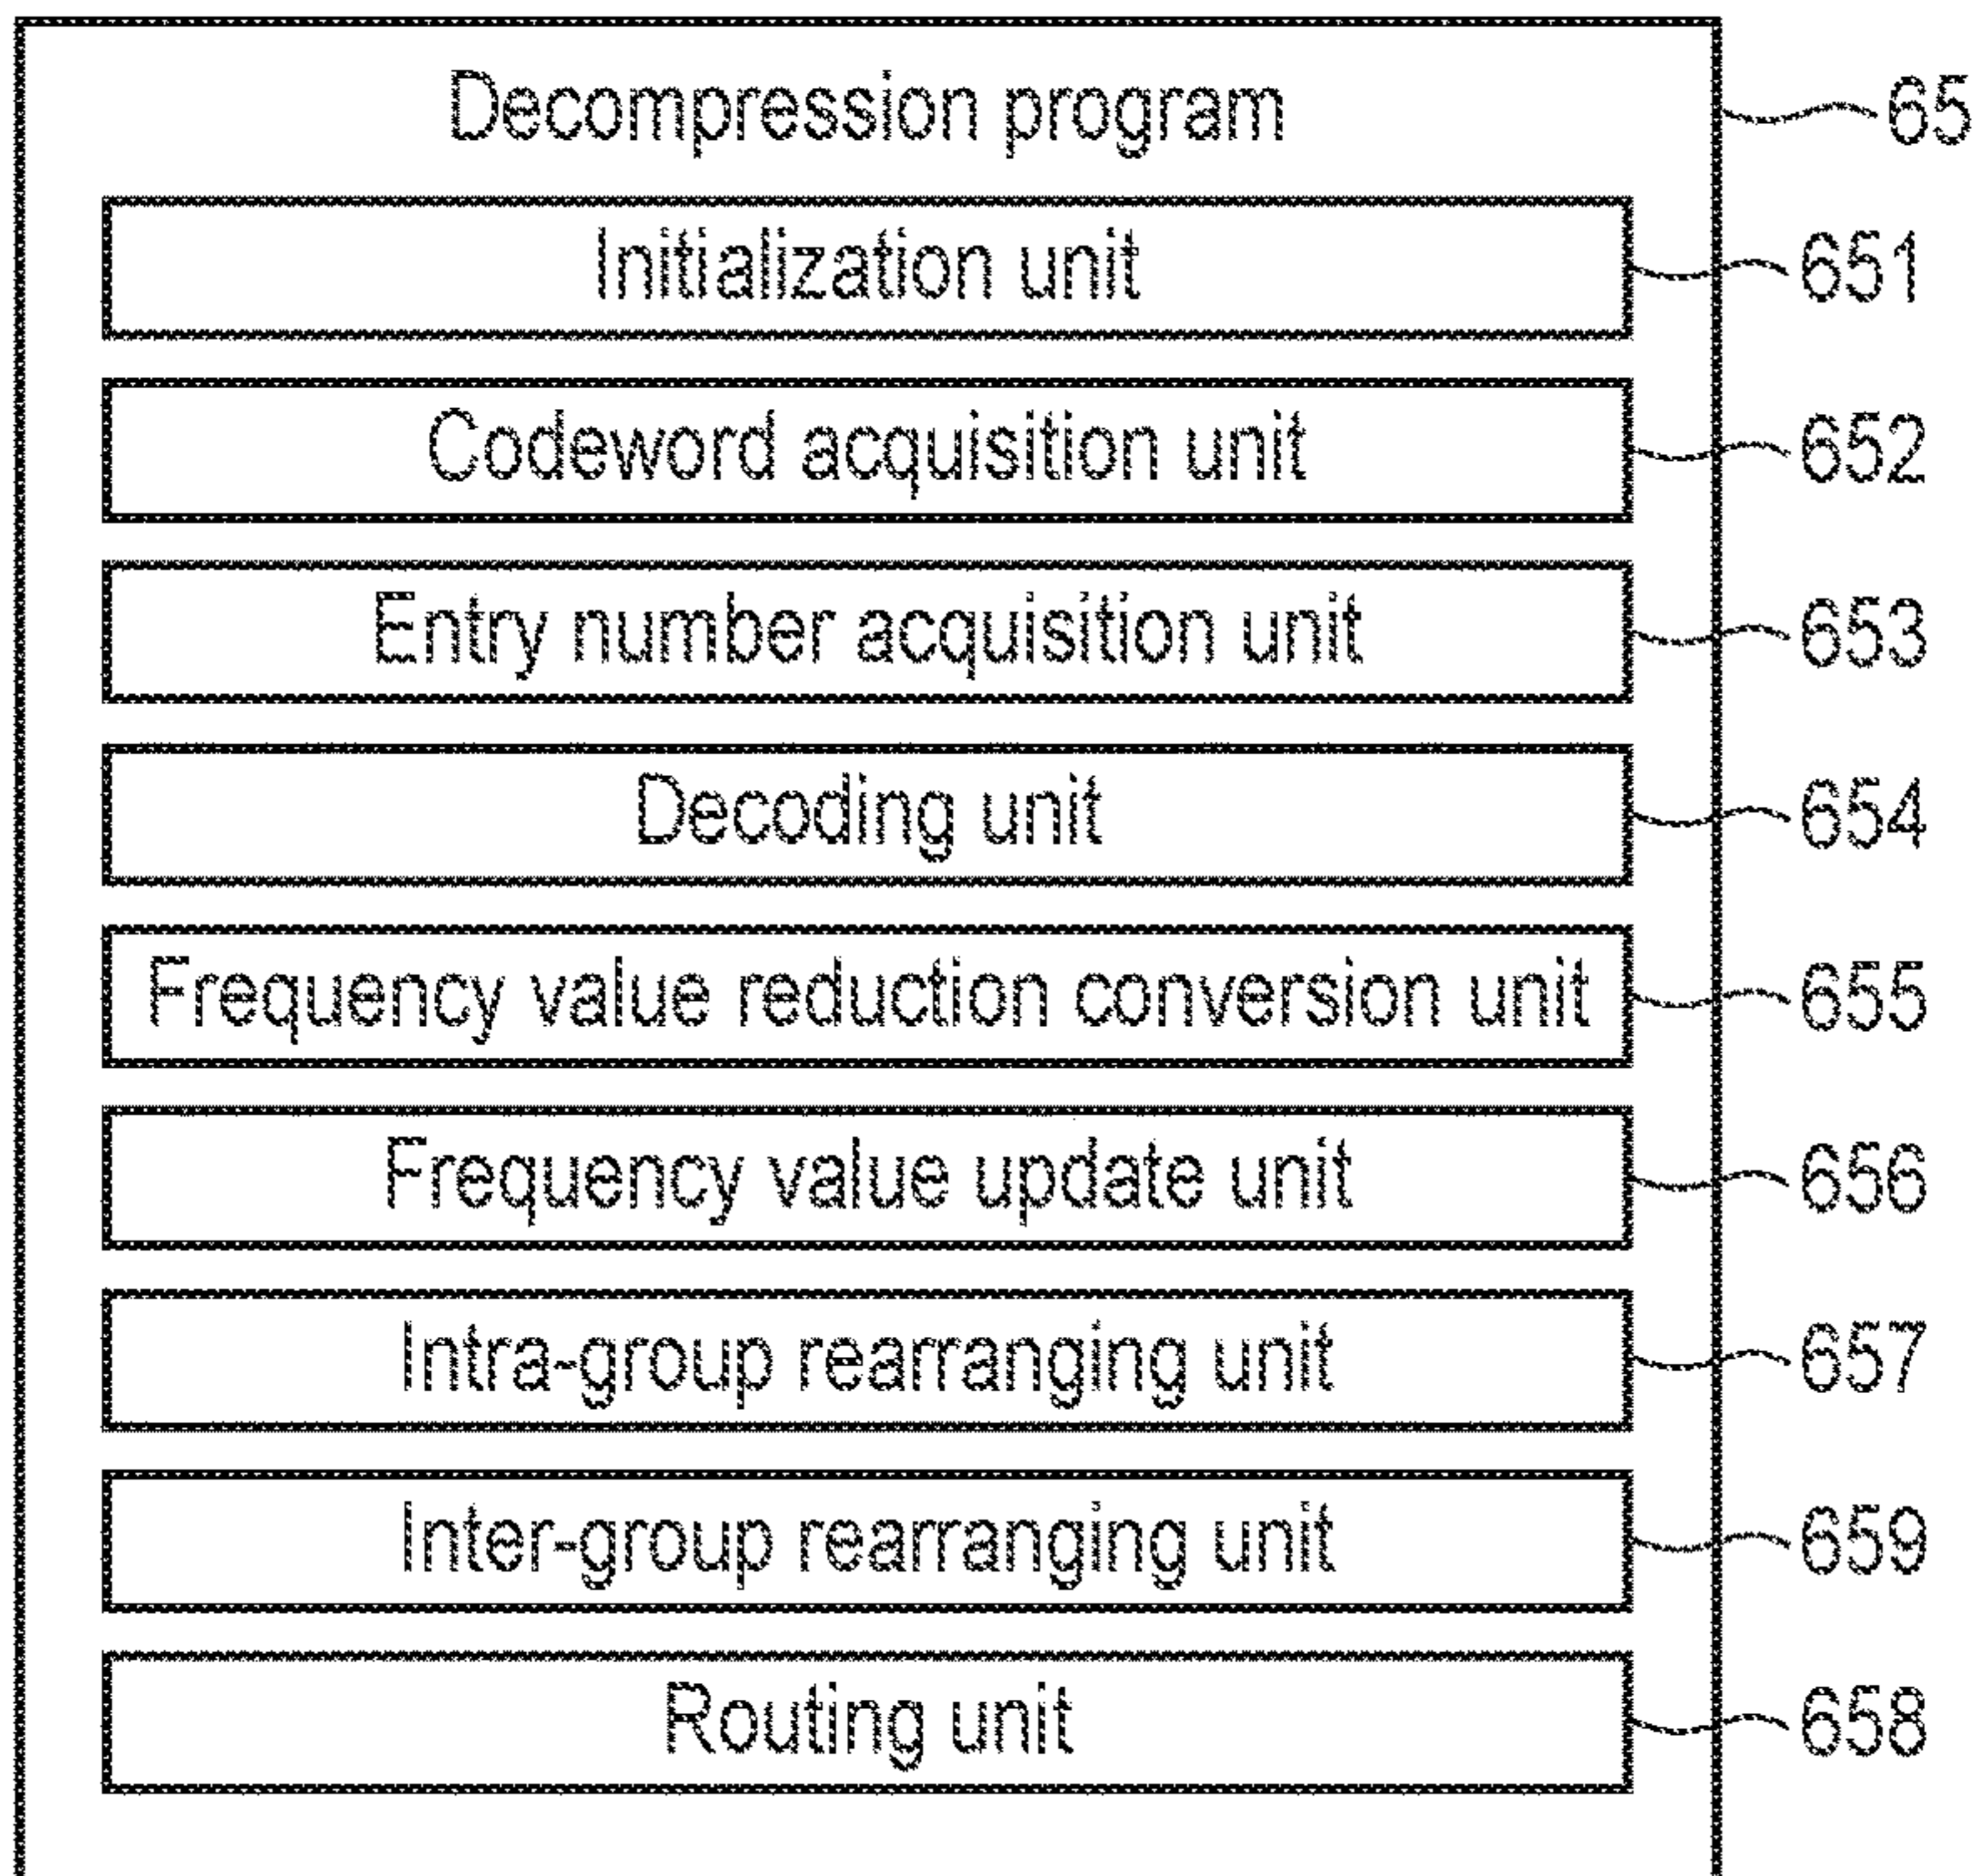 Decompression program 65
Initialization unit 651
Codeword acquisition unit 652
Entry number acquisition unit 653
Decoding unit 654
Frequency value reduction conversion unit 655
Frequency value update unit 656
Intra-group rearranging unit 657
Inter-group rearranging unit 659
Routing unit 658